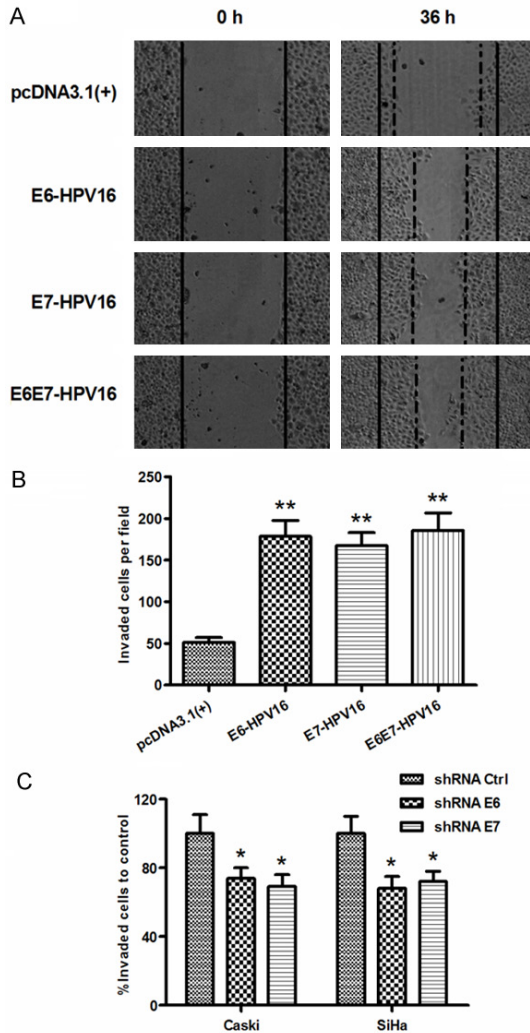 A
0 h 36 h
pcDNA3.1(+)
E6-HPV16
E7-HPV16
E6E7-HPV16
B
Invaded cells per field
250
200
150
100
50
0
** ** **
pcDNA3.1(+) E6-HPV16 E7-HPV16 E6E7-HPV16
C
shRNA Ctrl
shRNA E6
shRNA E7
% Invaded cells to control
120
80
40
0
* * * *
Caski SiHa